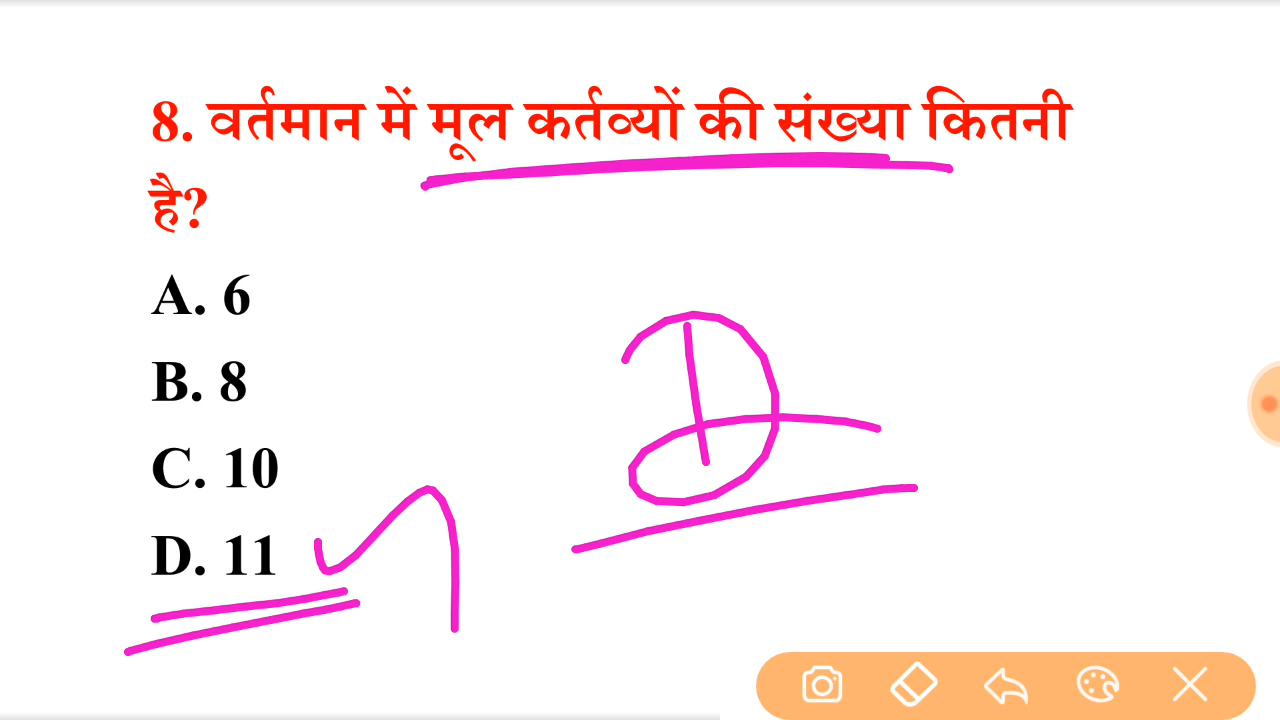 8. वर्तमान में मूल कर्तव्यों की संख्या कितनी
है?
A. 6
B. 8
C. 10
D. 11
D